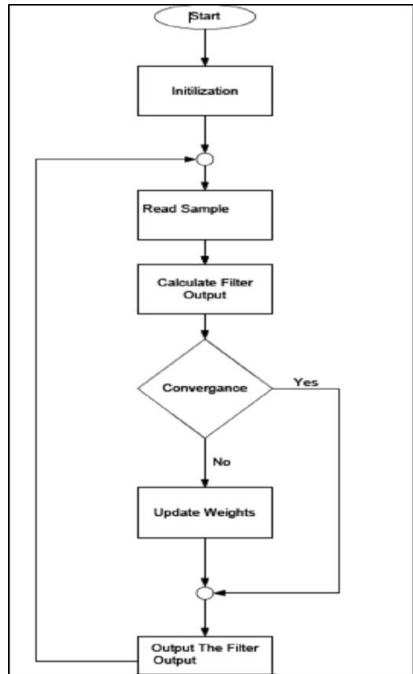 Start
Initilization
Read Sample
Calculate Filter
Output
Convergance
Yes
No
Update Weights
Output The Filter
Output